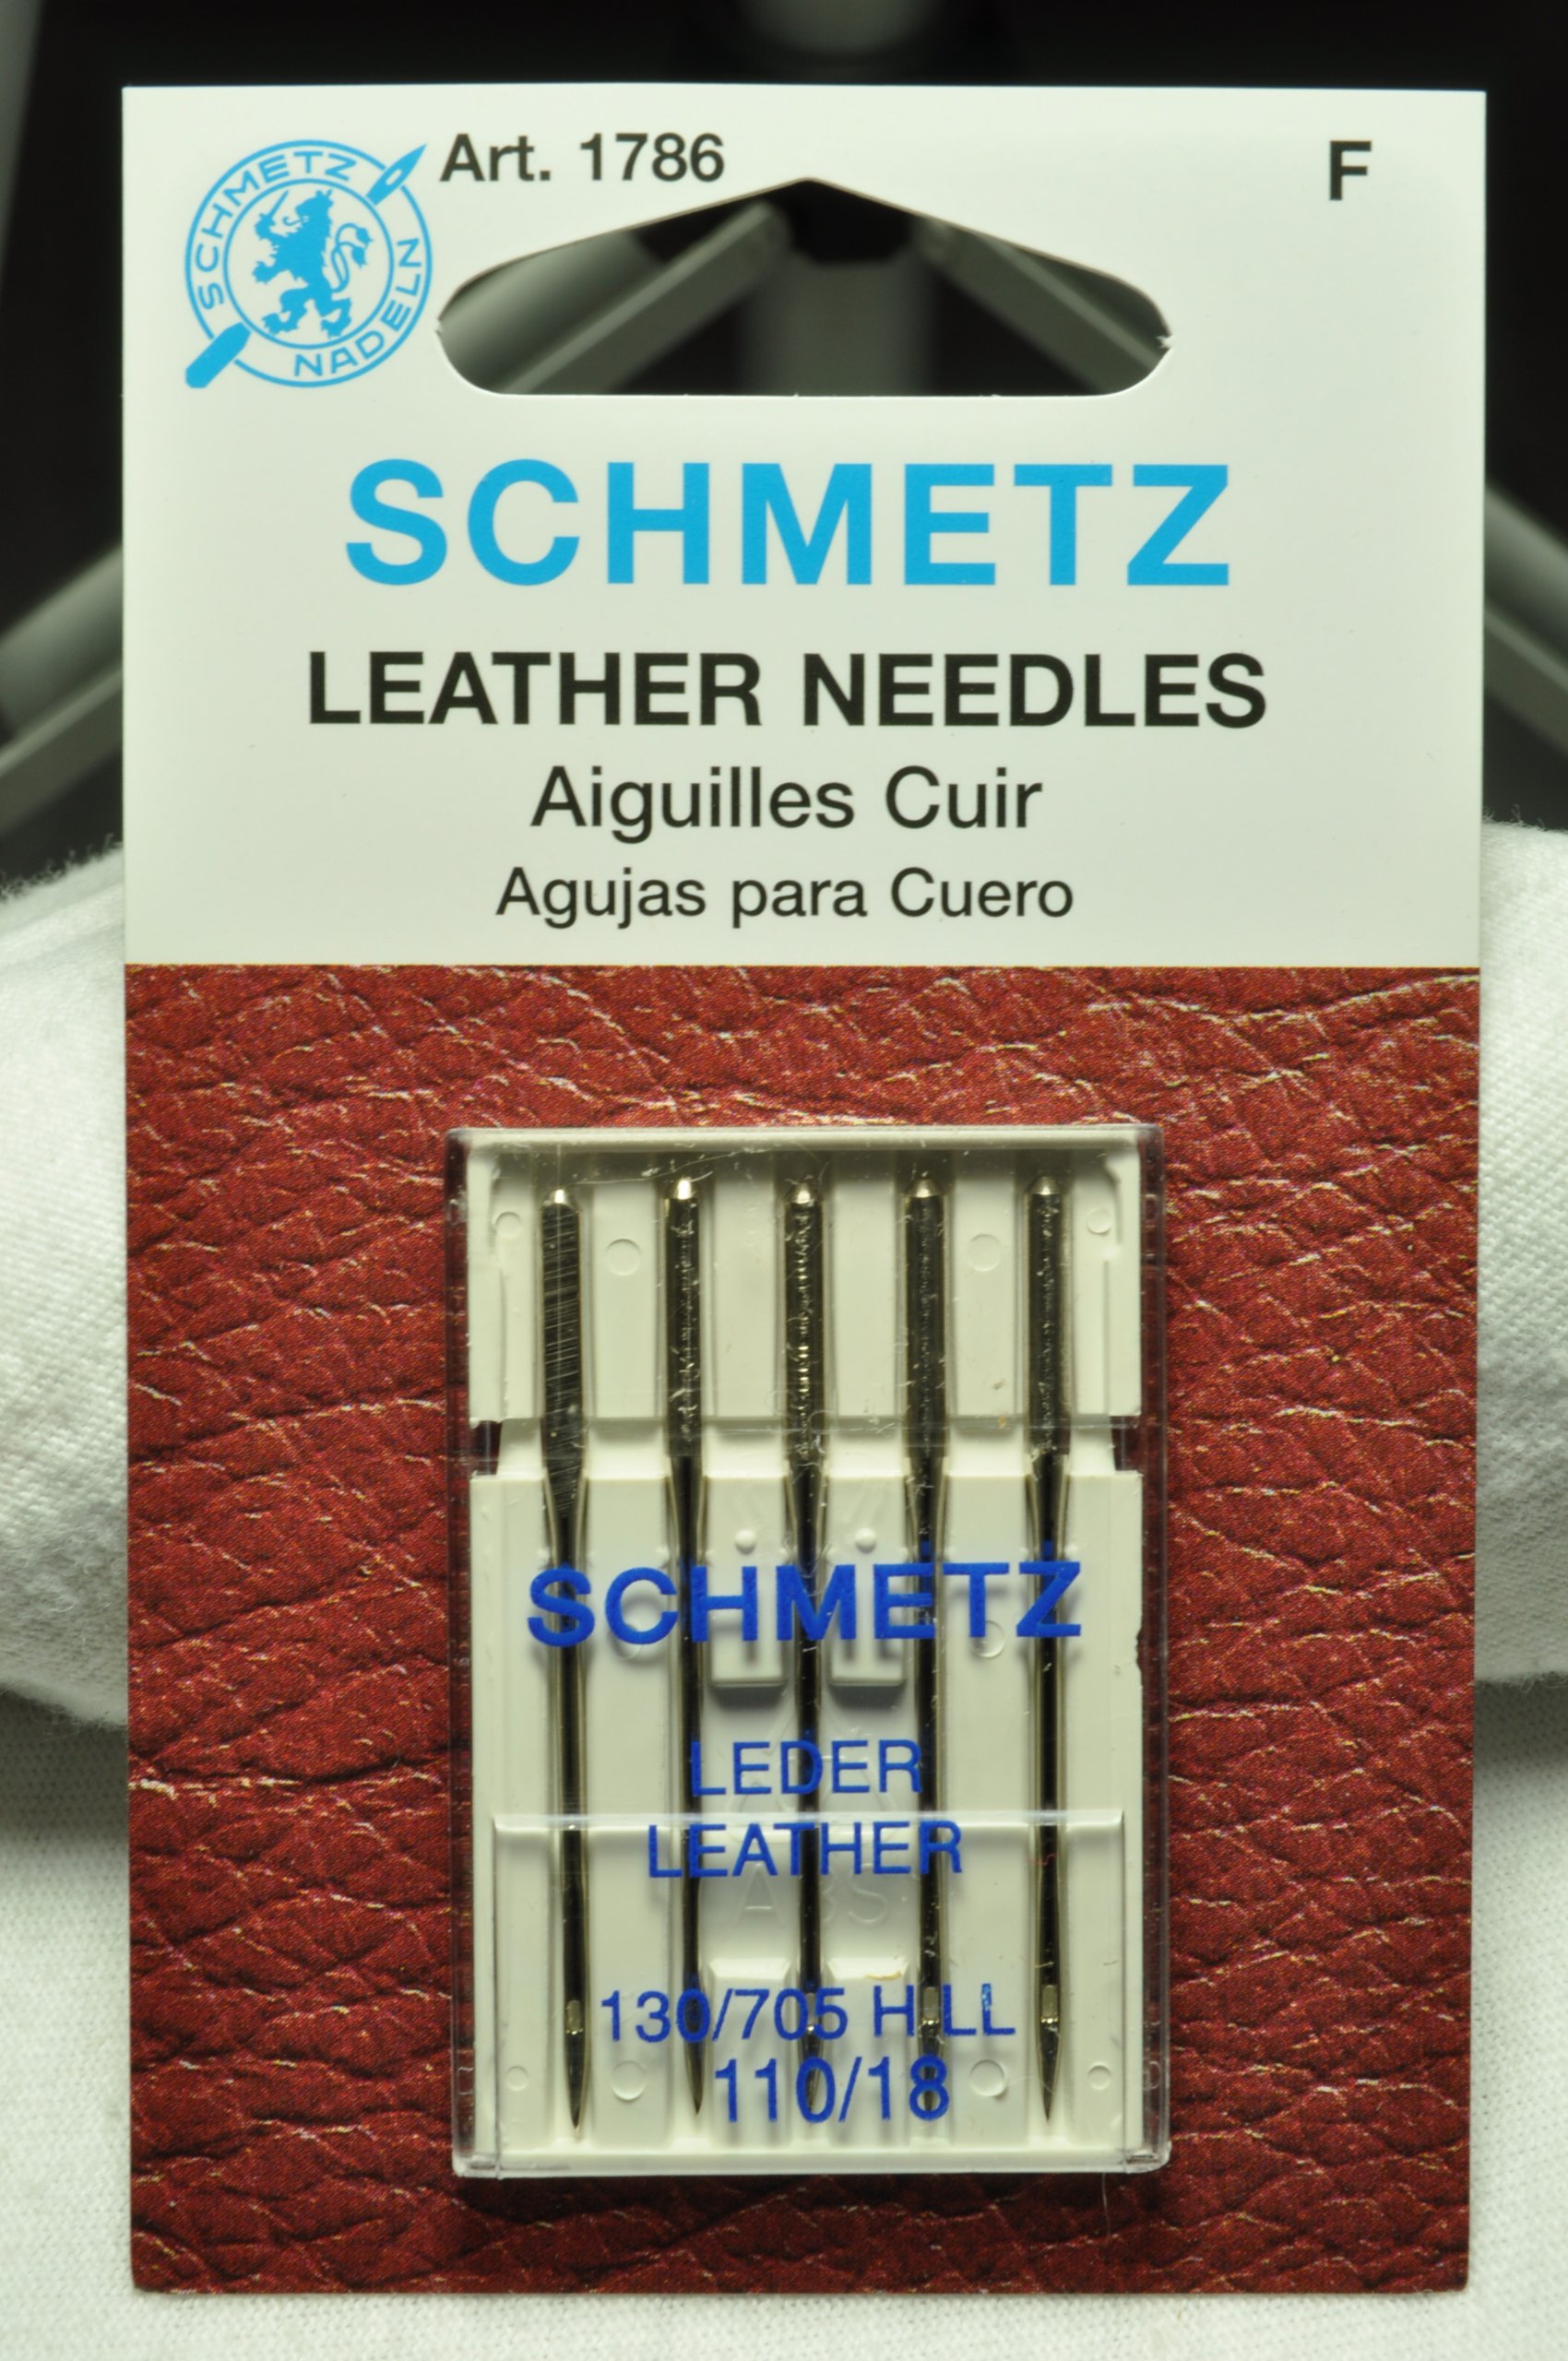 SCHMETZ
NADELN
Art. 1786
F
SCHMETZ
LEATHER NEEDLES
Aiguilles Cuir
Agujas para Cuero
SCHMETZ
LEDER
LEATHER
ABS
130/705 H LL
110/18